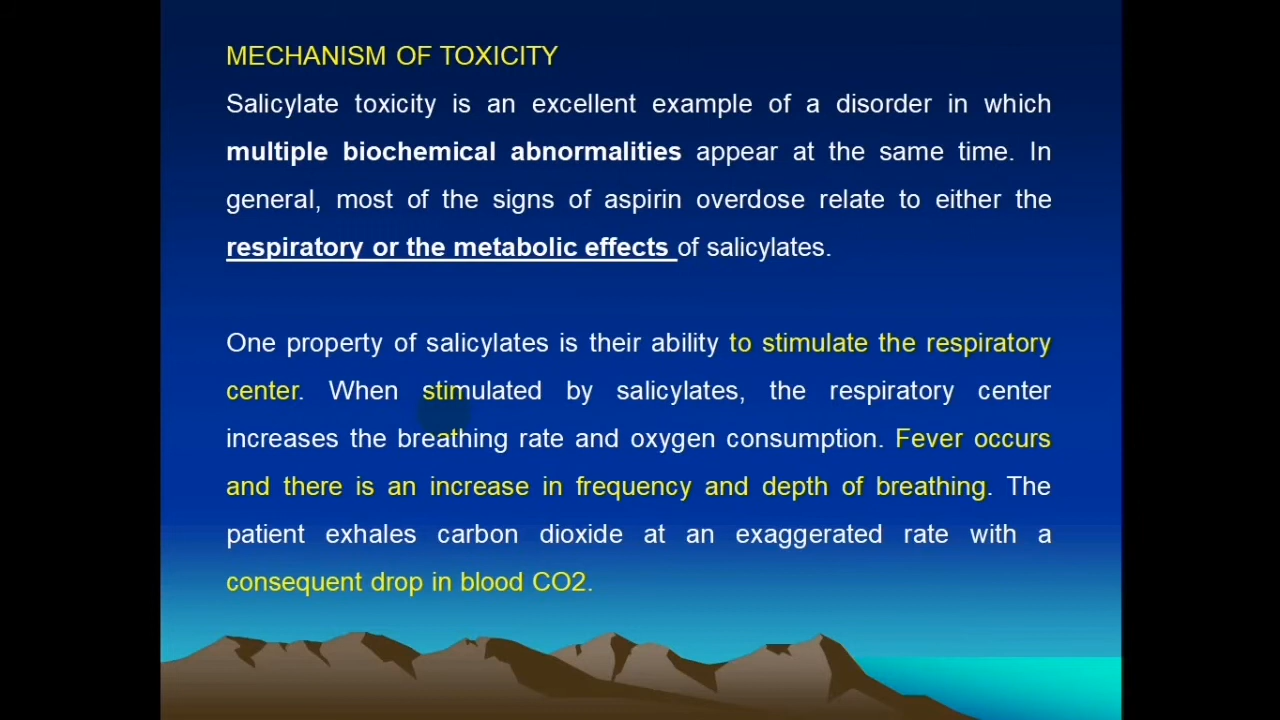 MECHANISM OF TOXICITY
Salicylate toxicity is an excellent example of a disorder in which
multiple biochemical abnormalities appear at the same time. In
general, most of the signs of aspirin overdose relate to either the
respiratory or the metabolic effects of salicylates.
One property of salicylates is their ability to stimulate the respiratory
center. When stimulated by salicylates, the respiratory center
increases the breathing rate and oxygen consumption. Fever occurs
and there is an increase in frequency and depth of breathing. The
patient exhales carbon dioxide at an exaggerated rate with a
consequent drop in blood CO2.